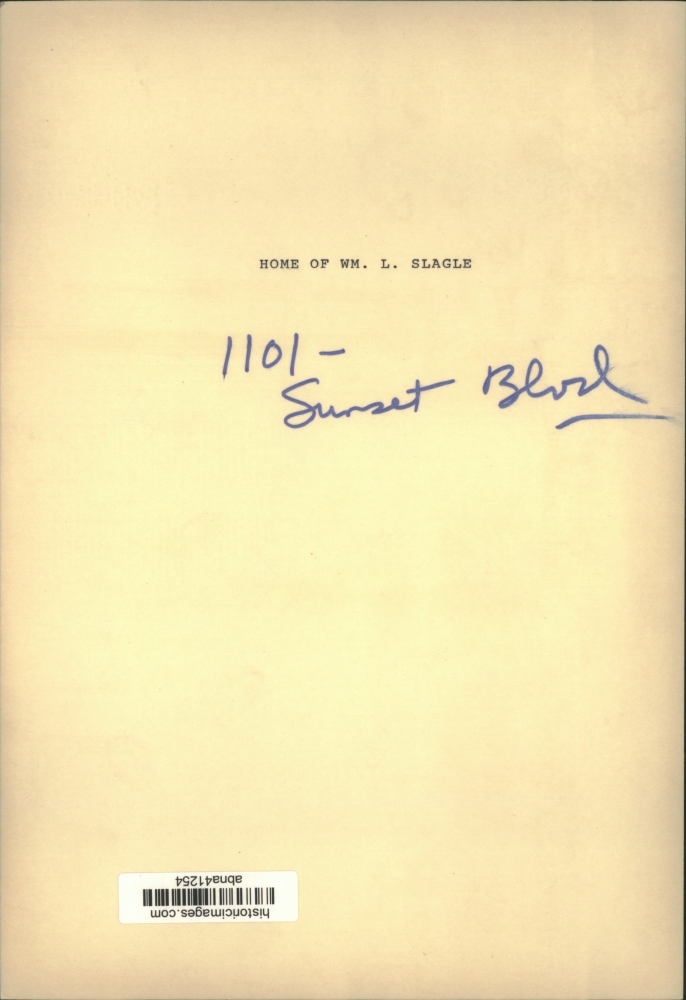 HOME OF WM. L. SLAGLE
1101-
Sunset Blvd
historicimages.com
abna41254